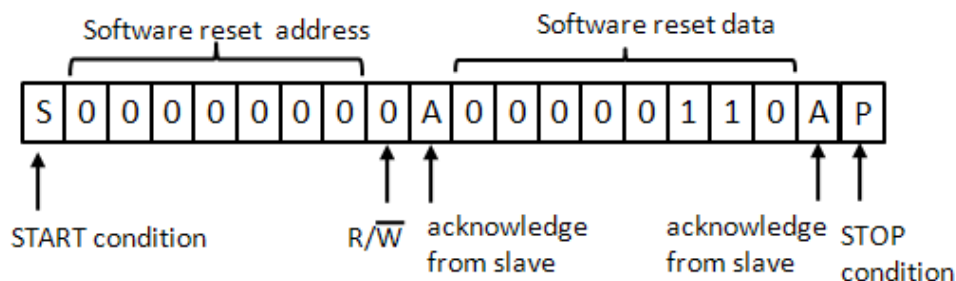 Software reset address
Software reset data
S 0 0 0 0 0 0 0 0 A 0 0 0 0 0 1 1 0 A P
START condition
R/W̅
acknowledge
from slave
acknowledge
from slave
STOP
condition